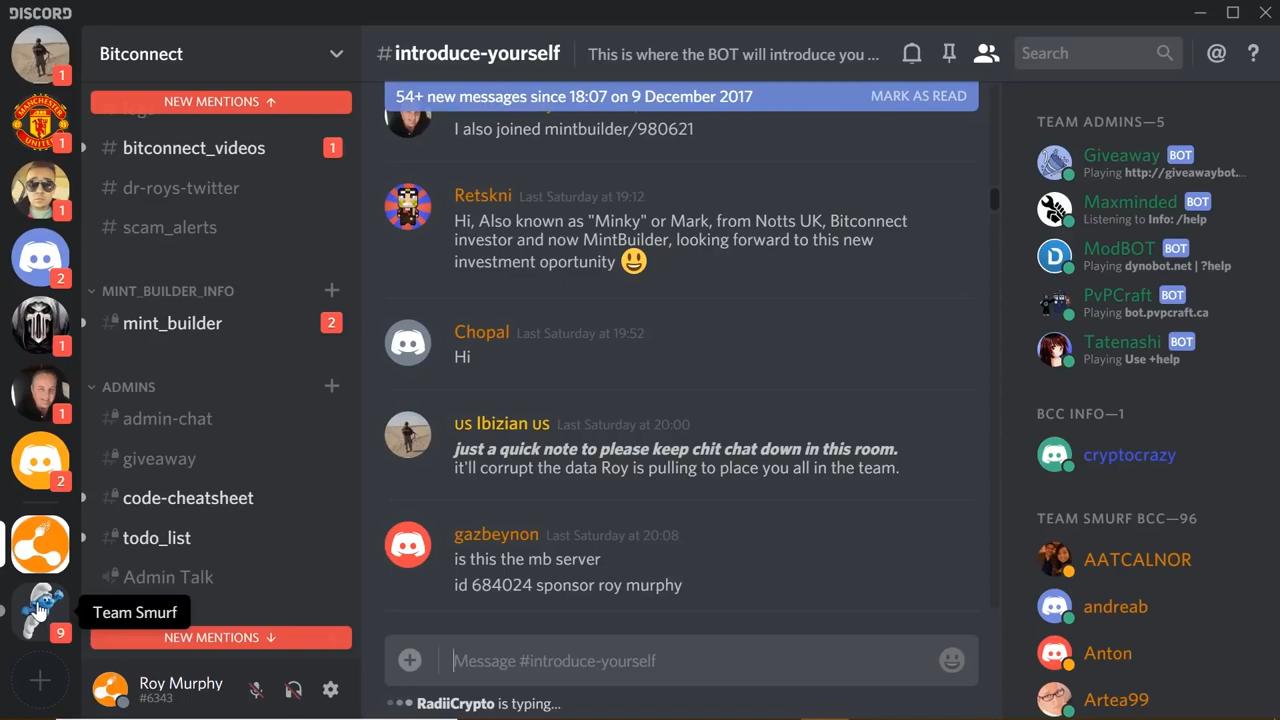 DISCORD
1
1
1
2
1
1
2
9
Team Smurf
Bitconnect
NEW MENTIONS ↑
bitconnect_videos 1
dr-roys-twitter
scam_alerts
MINT_BUILDER_INFO +
mint_builder 2
ADMINS +
admin-chat
giveaway
code-cheatsheet
todo_list
Admin Talk
NEW MENTIONS ↓
Roy Murphy
#6343
# introduce-yourself This is where the BOT will introduce you ...
Search
@ ?
54+ new messages since 18:07 on 9 December 2017 MARK AS READ
I also joined mintbuilder/980621
Retskni Last Saturday at 19:12
Hi, Also known as "Minky" or Mark, from Notts UK, Bitconnect
investor and now MintBuilder, looking forward to this new
investment oportunity 😃
Chopal Last Saturday at 19:52
Hi
us Ibizian us Last Saturday at 20:00
just a quick note to please keep chit chat down in this room.
it'll corrupt the data Roy is pulling to place you all in the team.
gazbeynon Last Saturday at 20:08
is this the mb server
id 684024 sponsor roy murphy
Message #introduce-yourself
RadiiCrypto is typing...
TEAM ADMINS—5
Giveaway BOT
Playing http://giveawaybot....
Maxminded BOT
Listening to Info: /help
ModBOT BOT
Playing dynobot.net | ?help
PvPCraft BOT
Playing bot.pvpcraft.ca
Tatenashi BOT
Playing Use +help
BCC INFO—1
cryptocrazy
TEAM SMURF BCC—96
AATCALNOR
andreab
Anton
Artea99